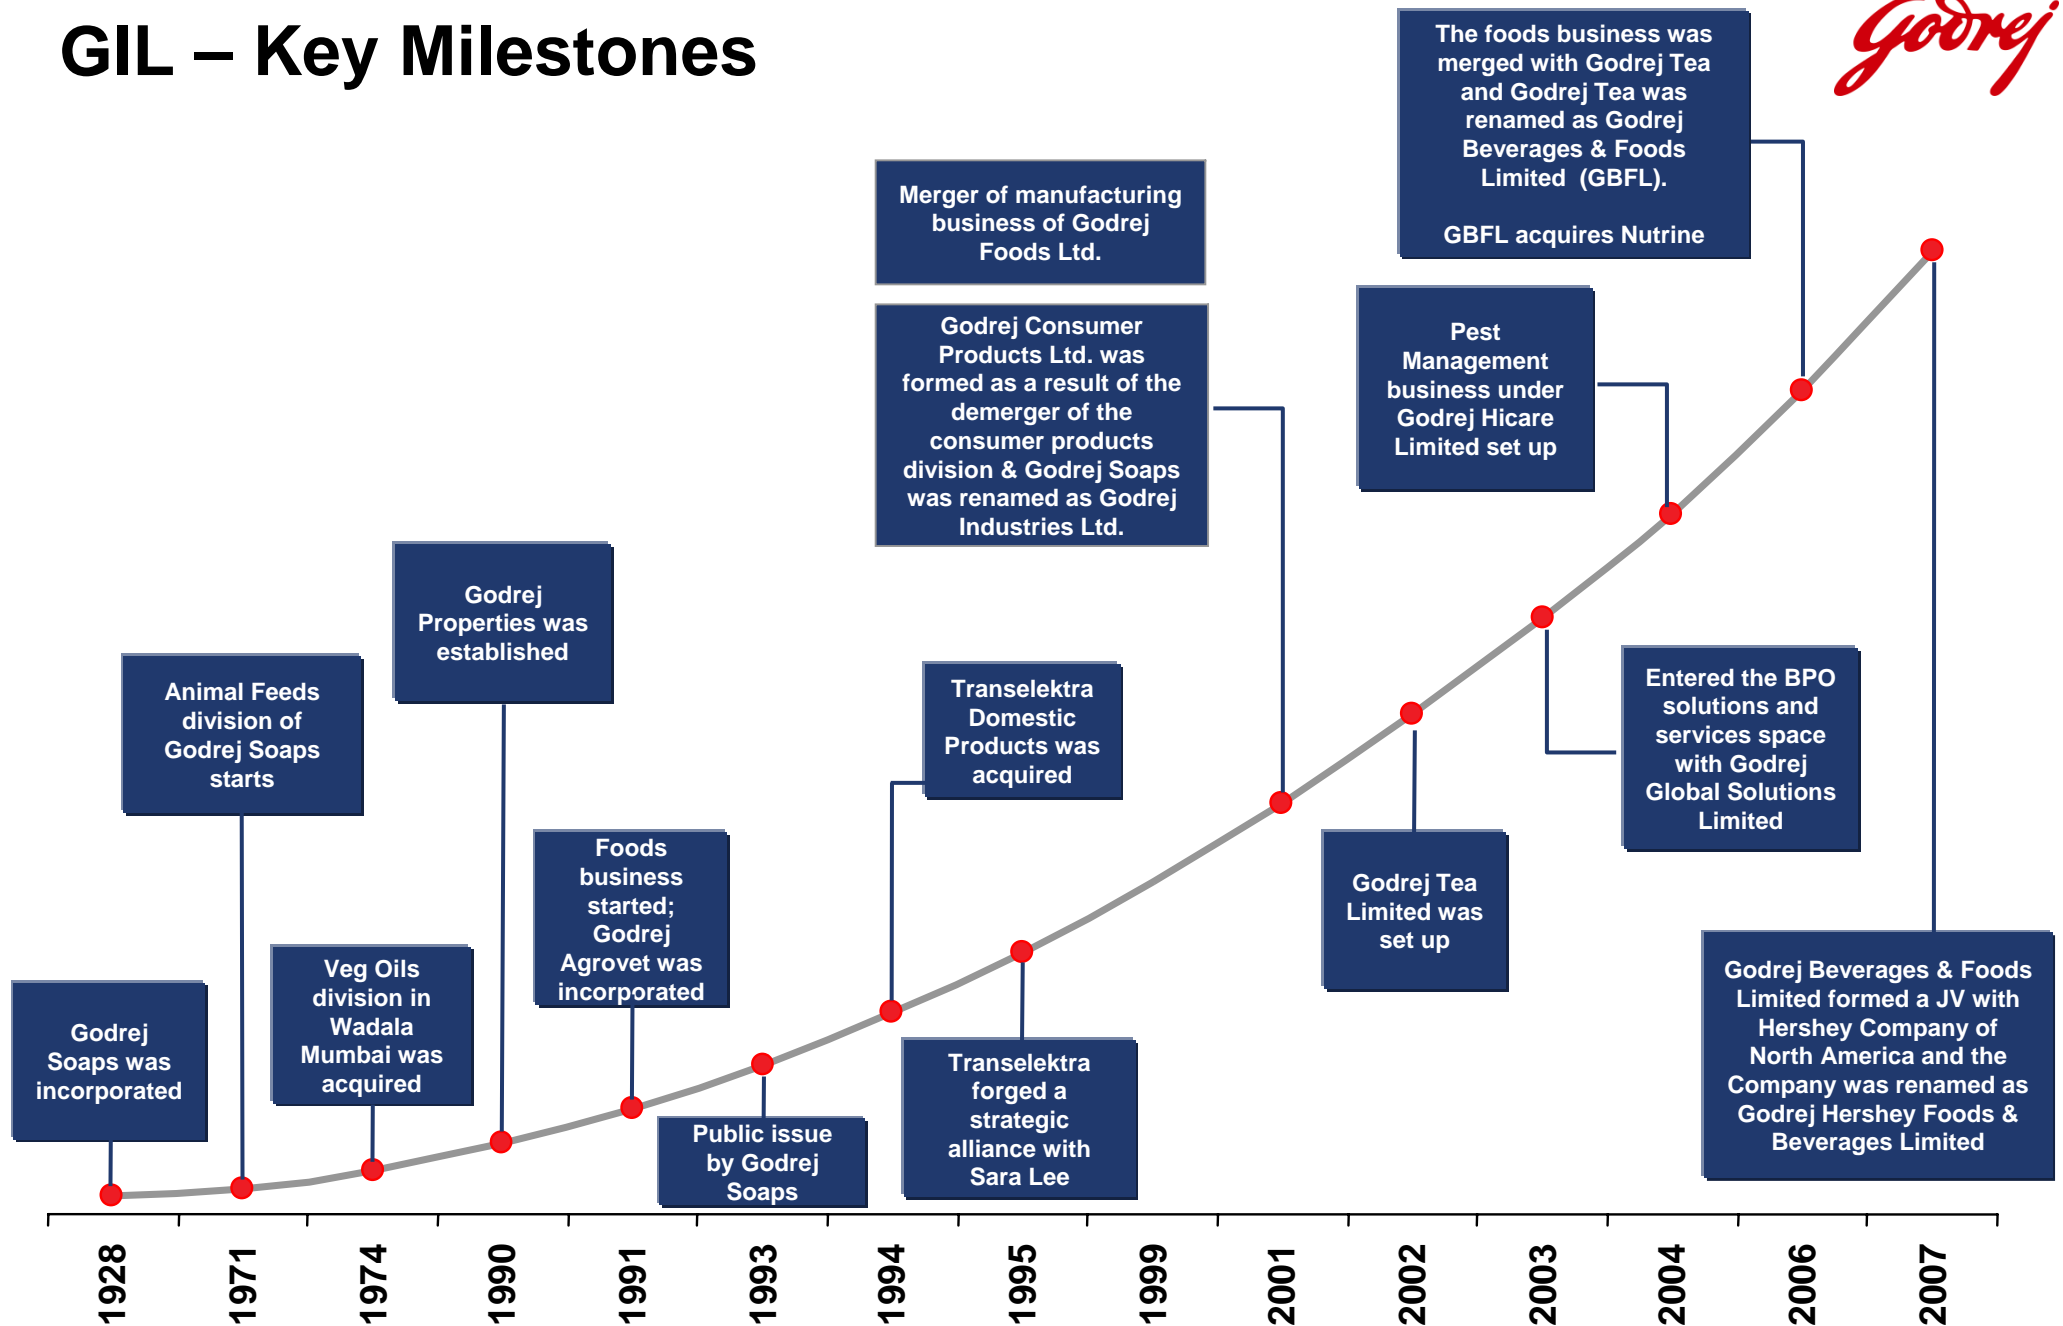 GIL – Key Milestones
Godrej
The foods business was
merged with Godrej Tea
and Godrej Tea was
renamed as Godrej
Beverages & Foods
Limited (GBFL).
GBFL acquires Nutrine
Merger of manufacturing
business of Godrej
Foods Ltd.
Godrej Consumer
Products Ltd. was
formed as a result of the
demerger of the
consumer products
division & Godrej Soaps
was renamed as Godrej
Industries Ltd.
Pest
Management
business under
Godrej Hicare
Limited set up
Godrej
Properties was
established
Animal Feeds
division of
Godrej Soaps
starts
Transelektra
Domestic
Products was
acquired
Entered the BPO
solutions and
services space
with Godrej
Global Solutions
Limited
Foods
business
started;
Godrej
Agrovet was
incorporated
Godrej Tea
Limited was
set up
Veg Oils
division in
Wadala
Mumbai was
acquired
Godrej
Soaps was
incorporated
Godrej Beverages & Foods
Limited formed a JV with
Hershey Company of
North America and the
Company was renamed as
Godrej Hershey Foods &
Beverages Limited
Transelektra
forged a
strategic
alliance with
Sara Lee
Public issue
by Godrej
Soaps
1928
1971
1974
1990
1991
1993
1994
1995
1999
2001
2002
2003
2004
2006
2007